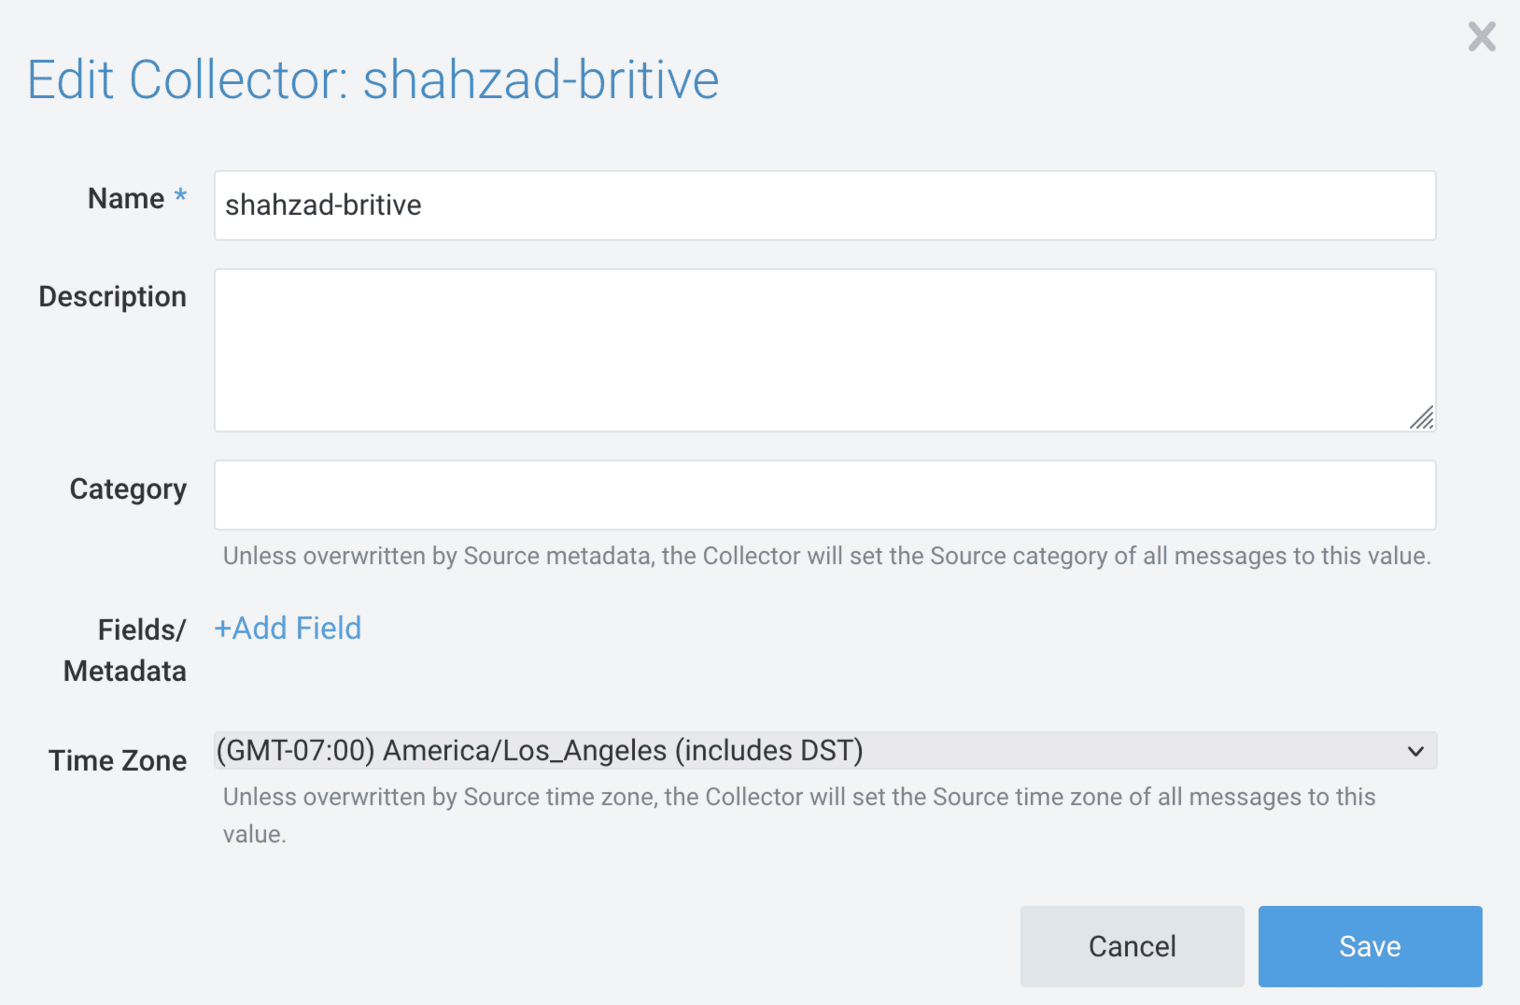 Edit Collector: shahzad-britive
Name *
shahzad-britive
Description
Category
Unless overwritten by Source metadata, the Collector will set the Source category of all messages to this value.
Fields/
Metadata
+Add Field
Time Zone
(GMT-07:00) America/Los_Angeles (includes DST)
Unless overwritten by Source time zone, the Collector will set the Source time zone of all messages to this
value.
Cancel
Save